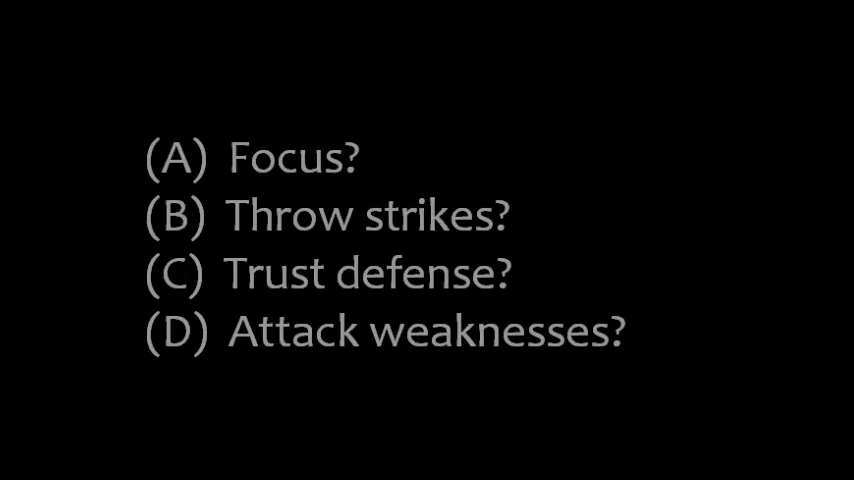 (A) Focus?
(B) Throw strikes?
(C) Trust defense?
(D) Attack weaknesses?